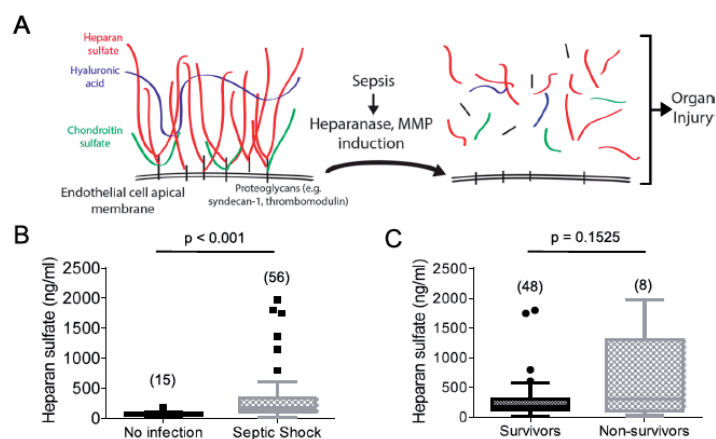 A
Heparan
sulfate
Hyaluronic
acid
Chondroitin
sulfate
Endothelial cell apical
membrane
Proteoglycans (e.g.
syndecan-1, thrombomodulin)
Sepsis
Heparanase, MMP
induction
Organ
Injury
B
p < 0.001
Heparan sulfate (ng/ml)
2500
2000
1500
1000
500
0
(15)
(56)
No infection
Septic Shock
C
p = 0.1525
Heparan sulfate (ng/ml)
2500
2000
1500
1000
500
0
(48)
(8)
Survivors
Non-survivors